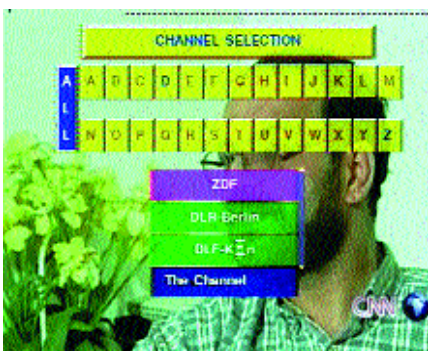 CHANNEL SELECTION
ALL
A B C D E F G H I J K L M
N O P Q R S T U V W X Y Z
ZDF
DLR-Berlin
The Channel
CNN